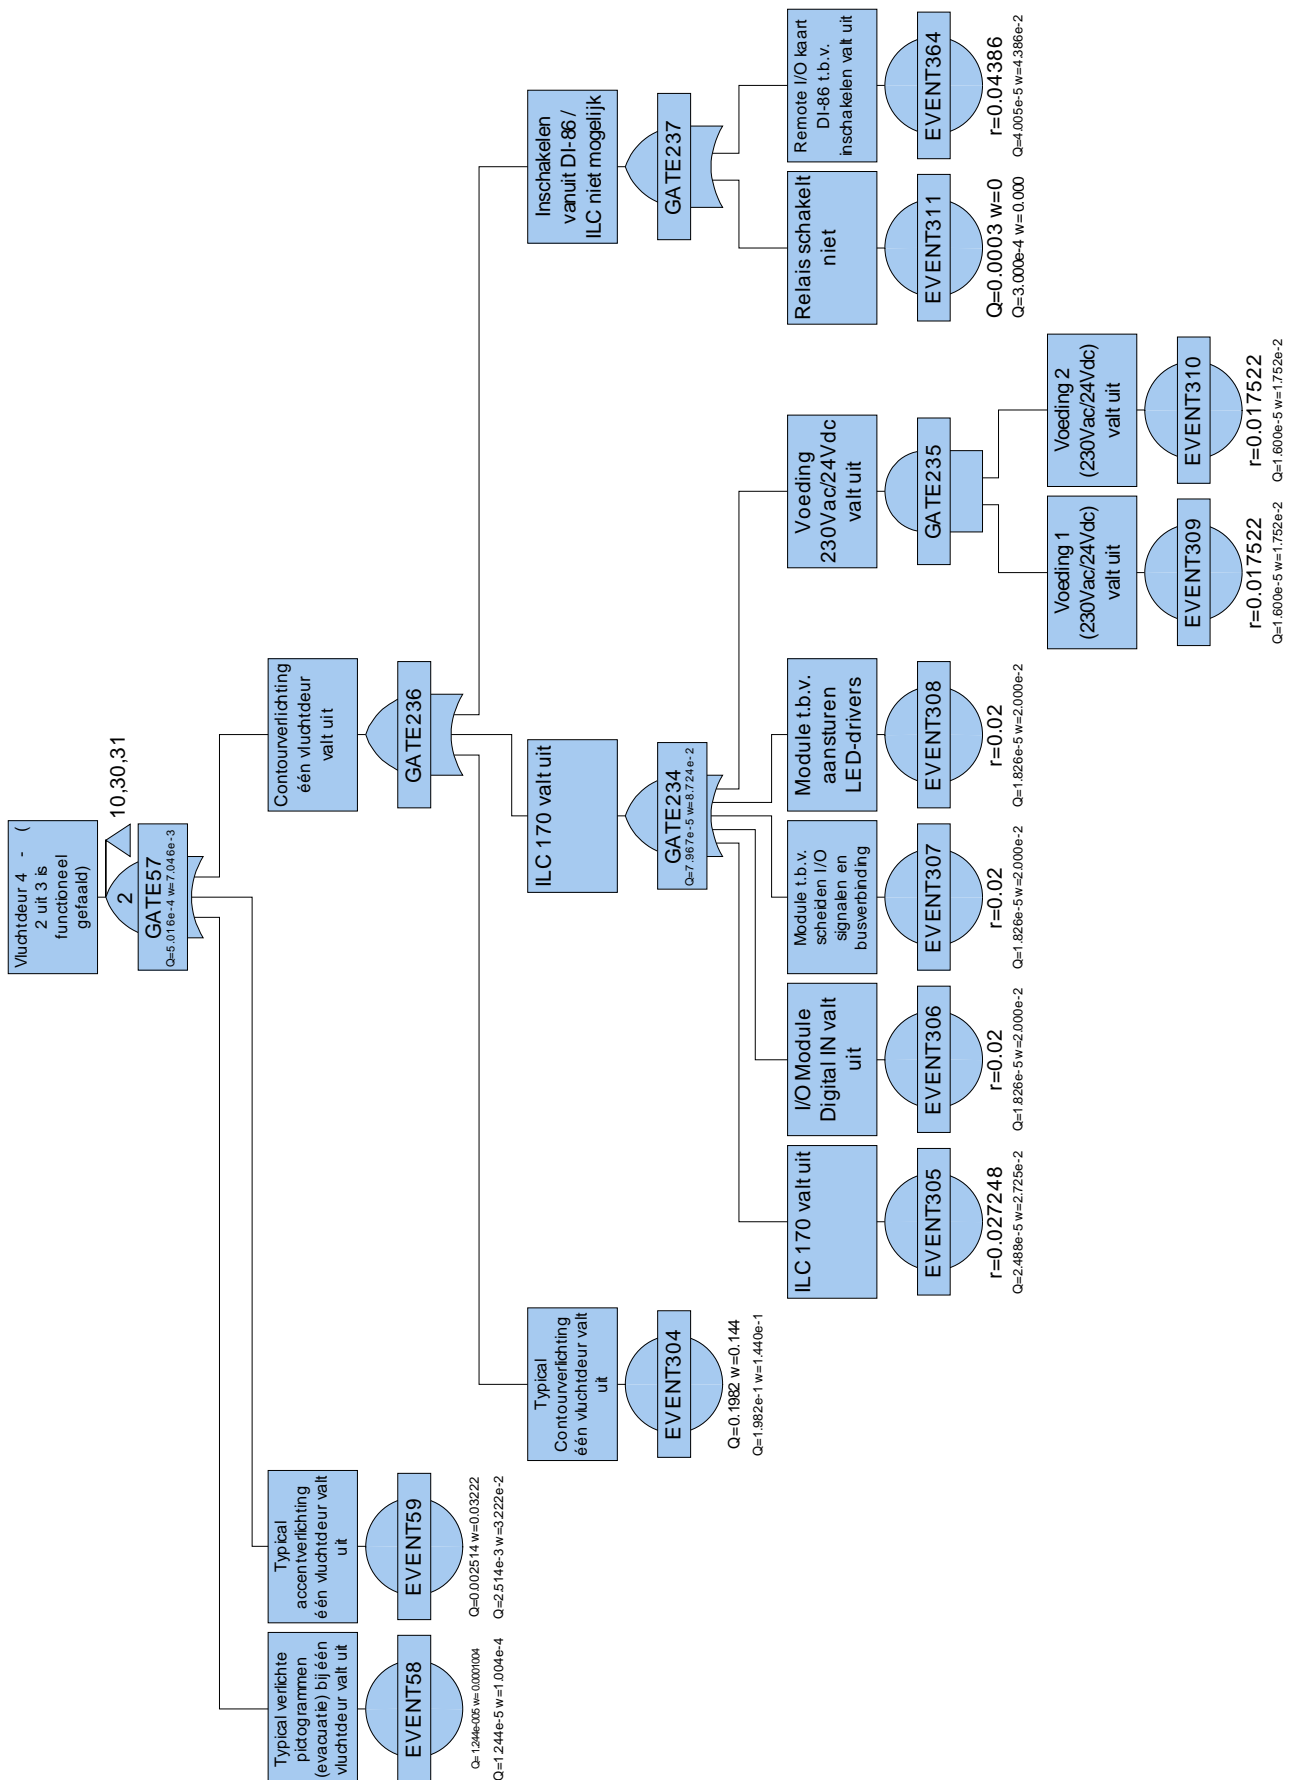 Vluchtdeur 4 - (
2 uit 3 is
functioneel
gefaald)
10,30,31
2
GATE57
Q=5.016e-4 w=7.046e-3
Typical verlichte
pictogrammen
(evacuatie) bij één
vluchtdeur valt uit
EVENT58
Q=1.244e-005 w=0.0001004
Q=1.244e-5 w=1.004e-4
Typical
accentverlichting
één vluchtdeur valt
uit
EVENT59
Q=0.002514 w=0.03222
Q=2.514e-3 w=3.222e-2
Contourverlichting
één vluchtdeur
valt uit
GATE236
Typical
Contourverlichting
één vluchtdeur valt
uit
EVENT304
Q=0.1982 w=0.144
Q=1.982e-1 w=1.440e-1
ILC 170 valt uit
GATE234
Q=7.967e-5 w=8.724e-2
Inschakelen
vanuit DI-86 /
ILC niet mogelijk
GATE237
ILC 170 valt uit
EVENT305
r=0.027248
Q=2.488e-5 w=2.725e-2
I/O Module
Digital IN valt
uit
EVENT306
r=0.02
Q=1.826e-5 w=2.000e-2
Module t.b.v.
scheiden I/O
signalen en
busverbinding
EVENT307
r=0.02
Q=1.826e-5 w=2.000e-2
Module t.b.v.
aansturen
LED-drivers
EVENT308
r=0.02
Q=1.826e-5 w=2.000e-2
Voeding
230Vac/24Vdc
valt uit
GATE235
Relais schakelt
niet
EVENT311
Q=0.0003 w=0
Q=3.000e-4 w=0.000
Remote I/O kaart
DI-86 t.b.v.
inschakelen valt uit
EVENT364
r=0.04386
Q=4.005e-5 w=4.386e-2
Voeding 1
(230Vac/24Vdc)
valt uit
EVENT309
r=0.017522
Q=1.600e-5 w=1.752e-2
Voeding 2
(230Vac/24Vdc)
valt uit
EVENT310
r=0.017522
Q=1.600e-5 w=1.752e-2